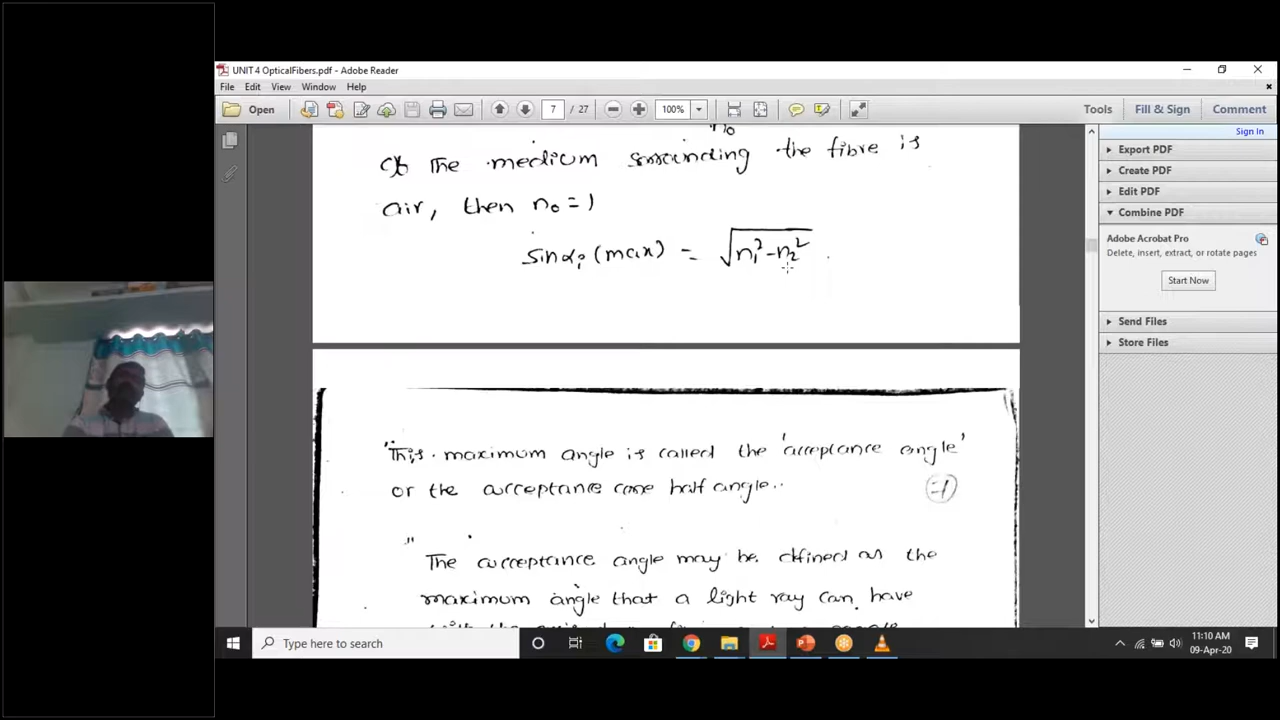 UNIT 4 OpticalFibers.pdf - Adobe Reader
File Edit View Window Help
Open 7 / 27 100% Tools Fill & Sign Comment
Sign In
n0
If the medium surrounding the fibre is
air, then n0 = 1
sin αi (max) = √n1² - n2²
"This maximum angle is called the 'acceptance angle'
or the acceptance cone half angle.
" The acceptance angle may be defined as the
maximum angle that a light ray can have
Export PDF
Create PDF
Edit PDF
Combine PDF
Adobe Acrobat Pro
Delete, insert, extract, or rotate pages
Start Now
Send Files
Store Files
Type here to search
11:10 AM
09-Apr-20